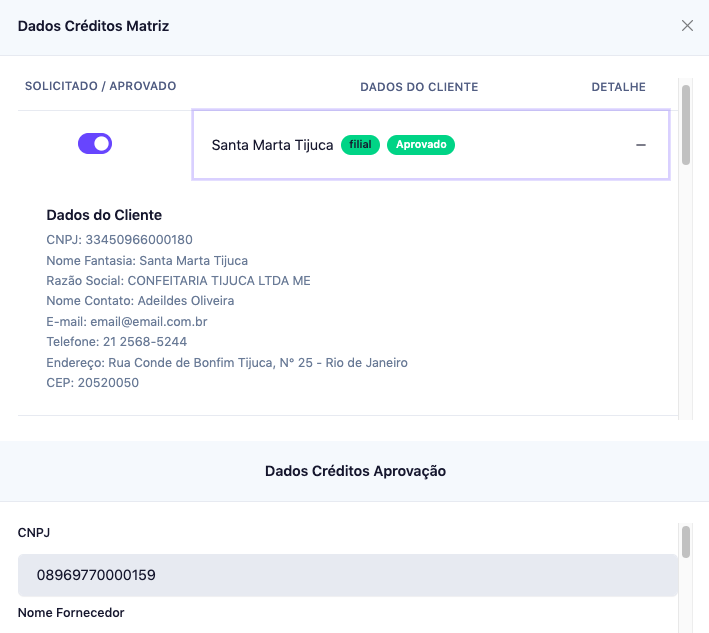 Dados Créditos Matriz
SOLICITADO / APROVADO DADOS DO CLIENTE DETALHE
Santa Marta Tijuca filial Aprovado
Dados do Cliente
CNPJ: 33450966000180
Nome Fantasia: Santa Marta Tijuca
Razão Social: CONFEITARIA TIJUCA LTDA ME
Nome Contato: Adeildes Oliveira
E-mail: email@email.com.br
Telefone: 21 2568-5244
Endereço: Rua Conde de Bonfim Tijuca, N° 25 - Rio de Janeiro
CEP: 20520050
Dados Créditos Aprovação
CNPJ
08969770000159
Nome Fornecedor